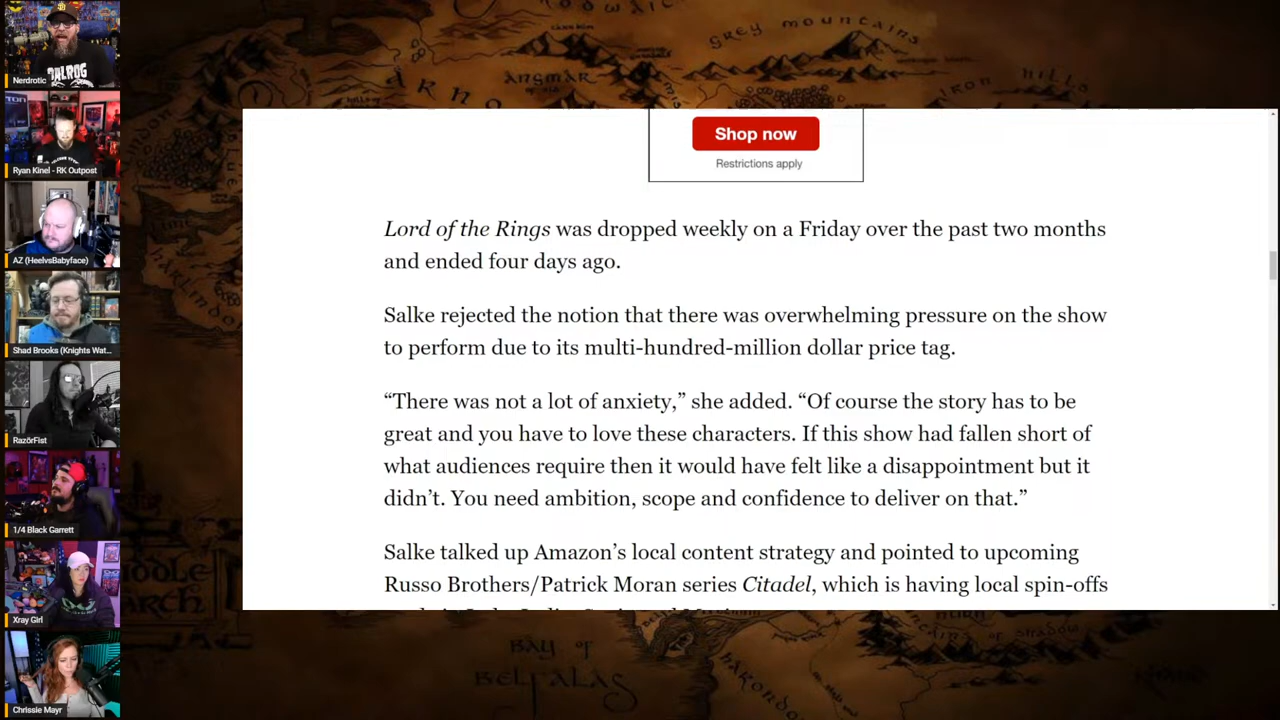 Nerdrotic
BALROG
Ryan Kinel - RK Outpost
AZ (HeelvsBabyface)
Shad Brooks (Knights Wat...
RazörFist
1/4 Black Garrett
Xray Girl
Chrissie Mayr
GREY MOUNTAINS
ANGMAR
IRON HILLS
Shop now
Restrictions apply
Lord of the Rings was dropped weekly on a Friday over the past two months
and ended four days ago.
Salke rejected the notion that there was overwhelming pressure on the show
to perform due to its multi-hundred-million dollar price tag.
“There was not a lot of anxiety,” she added. “Of course the story has to be
great and you have to love these characters. If this show had fallen short of
what audiences require then it would have felt like a disappointment but it
didn’t. You need ambition, scope and confidence to deliver on that.”
Salke talked up Amazon’s local content strategy and pointed to upcoming
Russo Brothers/Patrick Moran series Citadel, which is having local spin-offs
BAY of
BELFALAS